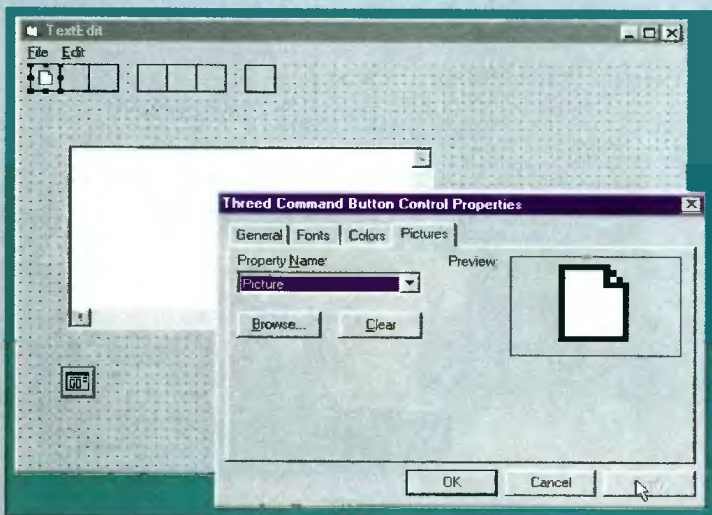 TextEdit
File Edit
Threed Command Button Control Properties
General Fonts Colors Pictures
Property Name:
Preview:
Picture
Browse... Clear
OK Cancel